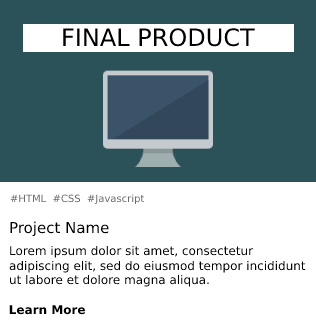 FINAL PRODUCT
#HTML #CSS #Javascript
Project Name
Lorem ipsum dolor sit amet, consectetur
adipiscing elit, sed do eiusmod tempor incididunt
ut labore et dolore magna aliqua.
Learn More